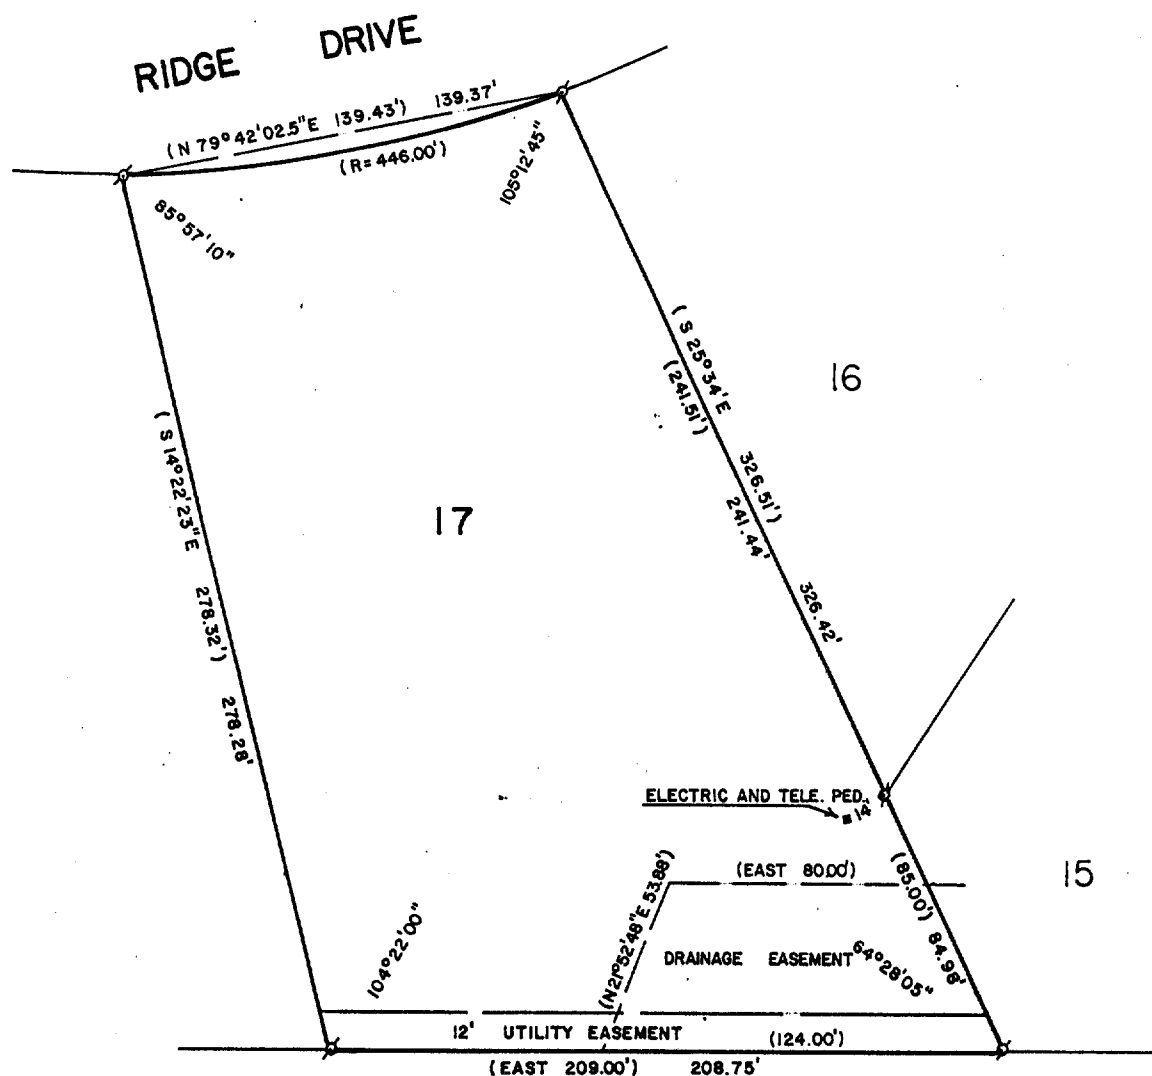 RIDGE DRIVE
(N 79°42'02.5"E 139.43') 139.37'
(R=446.00')
85°57'10"
105°12'45"
(S 25°34'E 326.51')
(241.51') 241.44'
326.42'
16
(S 14°22'23"E 278.32') 278.28'
17
ELECTRIC AND TELE. PED.
14'
(85.00') 84.98'
15
(EAST 80.00')
(N21°52'48"E 53.88')
DRAINAGE EASEMENT
64°28'05"
104°22'00"
12' UTILITY EASEMENT
(124.00')
(EAST 209.00') 208.75'